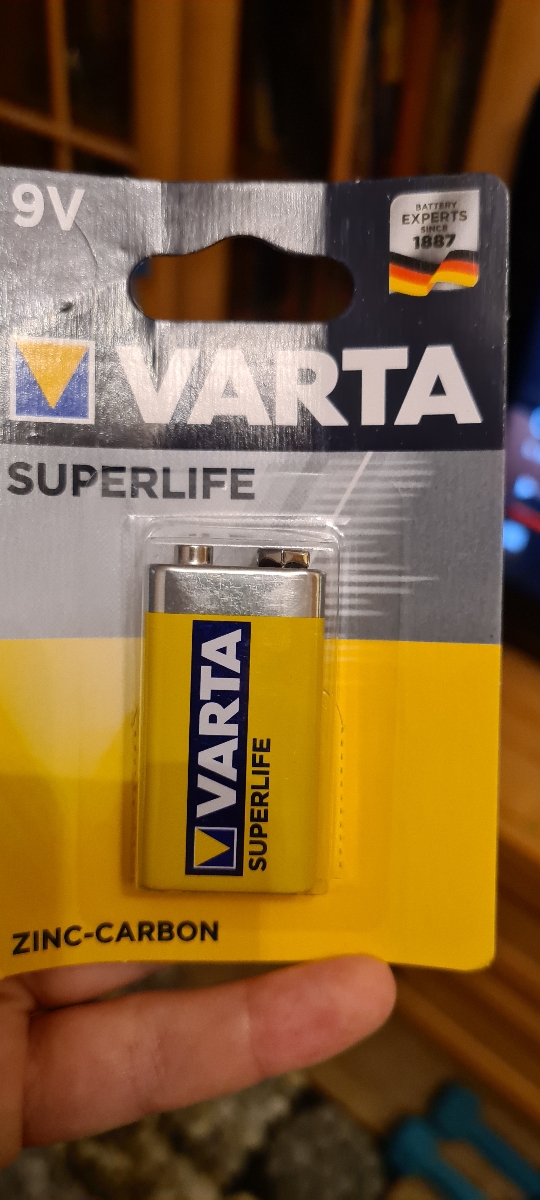 9V
BATTERY
EXPERTS
SINCE
1887
VARTA
SUPERLIFE
VARTA
SUPERLIFE
ZINC-CARBON